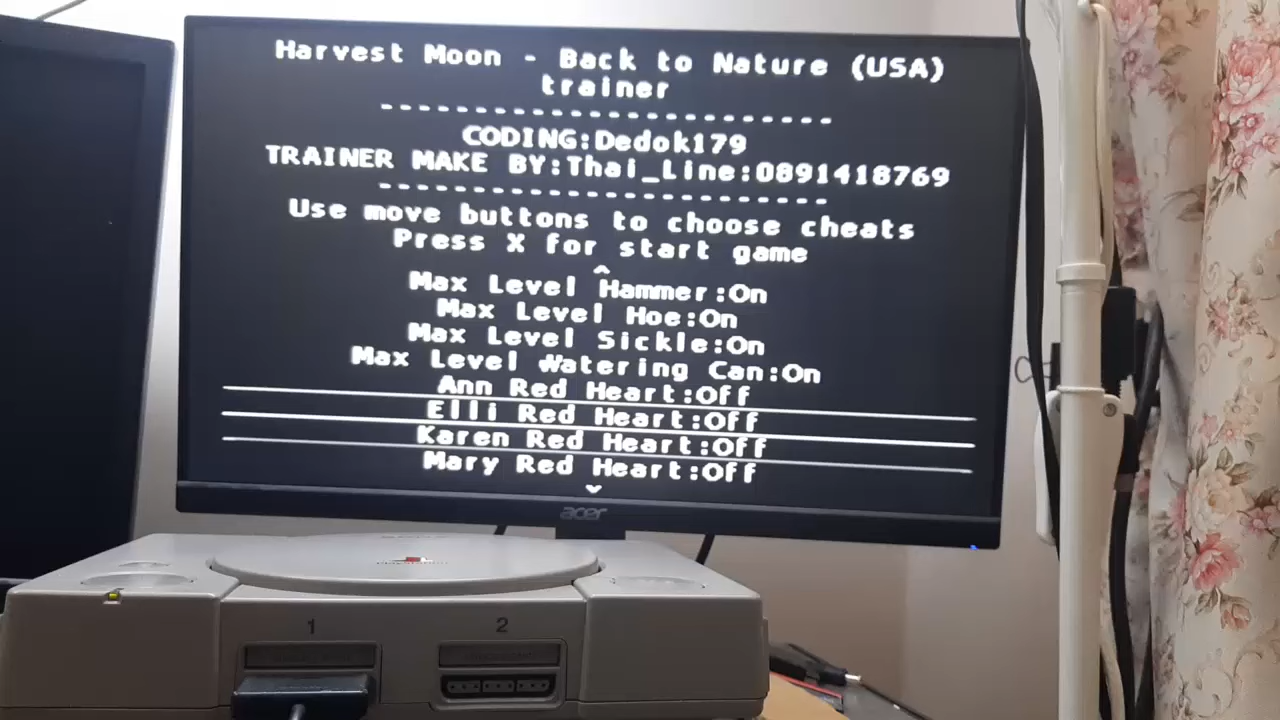 Harvest Moon - Back to Nature (USA)
trainer
------------------------
CODING:Dedok179
TRAINER MAKE BY:Thai_Line:0891418769
------------------------
Use move buttons to choose cheats
Press X for start game
^
Max Level Hammer:On
Max Level Hoe:On
Max Level Sickle:On
Max Level Watering Can:On
Ann Red Heart:Off
Elli Red Heart:Off
Karen Red Heart:Off
Mary Red Heart:Off
acer
1 2